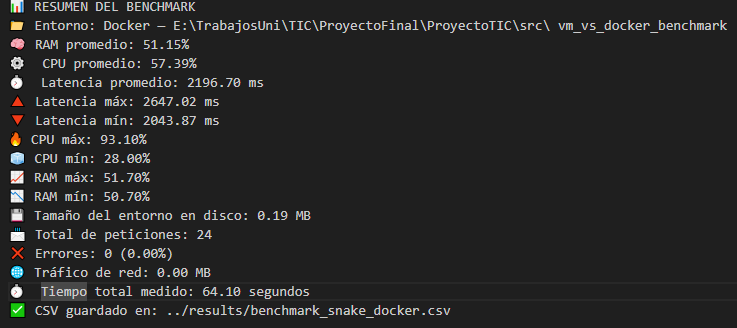 📊 RESUMEN DEL BENCHMARK
📁 Entorno: Docker — E:\TrabajosUni\TIC\ProyectoFinal\ProyectoTIC\src\ vm_vs_docker_benchmark
🧠 RAM promedio: 51.15%
⚙️ CPU promedio: 57.39%
⏱️ Latencia promedio: 2196.70 ms
🔺 Latencia máx: 2647.02 ms
🔻 Latencia mín: 2043.87 ms
🔥 CPU máx: 93.10%
🧊 CPU mín: 28.00%
📈 RAM máx: 51.70%
📉 RAM mín: 50.70%
💾 Tamaño del entorno en disco: 0.19 MB
📨 Total de peticiones: 24
❌ Errores: 0 (0.00%)
🌐 Tráfico de red: 0.00 MB
⏱️ Tiempo total medido: 64.10 segundos
✅ CSV guardado en: ../results/benchmark_snake_docker.csv